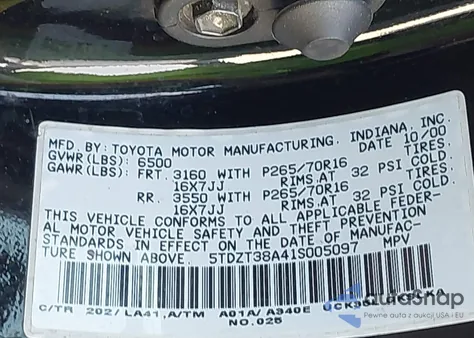 MFD. BY: TOYOTA MOTOR MANUFACTURING, INDIANA, INC.
GVWR(LBS): 6500 DATE 10/00
GAWR(LBS): FRT. 3160 WITH P265/70R16 TIRES.
16X7JJ RIMS.AT 32 PSI COLD.
RR. 3550 WITH P265/70R16 TIRES.
16X7JJ RIMS.AT 32 PSI COLD.
THIS VEHICLE CONFORMS TO ALL APPLICABLE FEDER-
AL MOTOR VEHICLE SAFETY AND THEFT PREVENTION
STANDARDS IN EFFECT ON THE DATE OF MANUFAC-
TURE SHOWN ABOVE. 5TDZT38A41S005097 MPV
C/TR 202/ LA41,A/TM A01A/ A340E
NO.025
autoSnap
Pewne auta z aukcji USA i EU